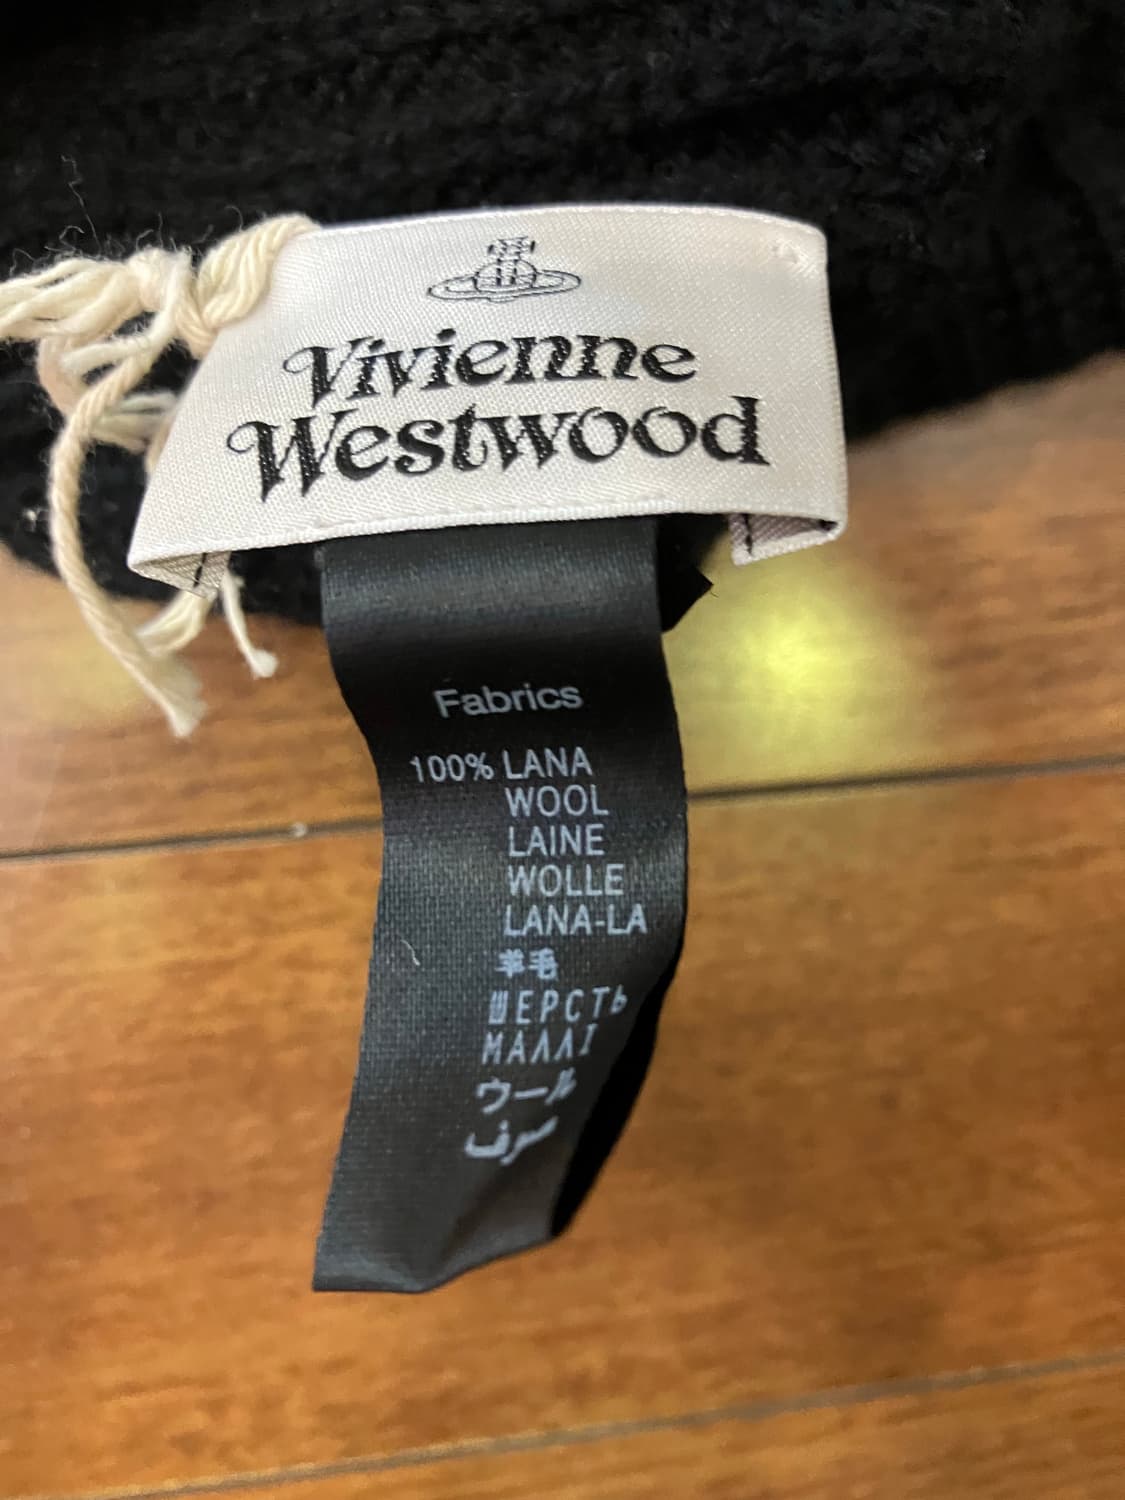 Vivienne
Westwood
Fabrics
100% LANA
WOOL
LAINE
WOLLE
LANA-LA
羊毛
ШЕРСТЬ
ΜΑΛΛΙ
ウール
صوف